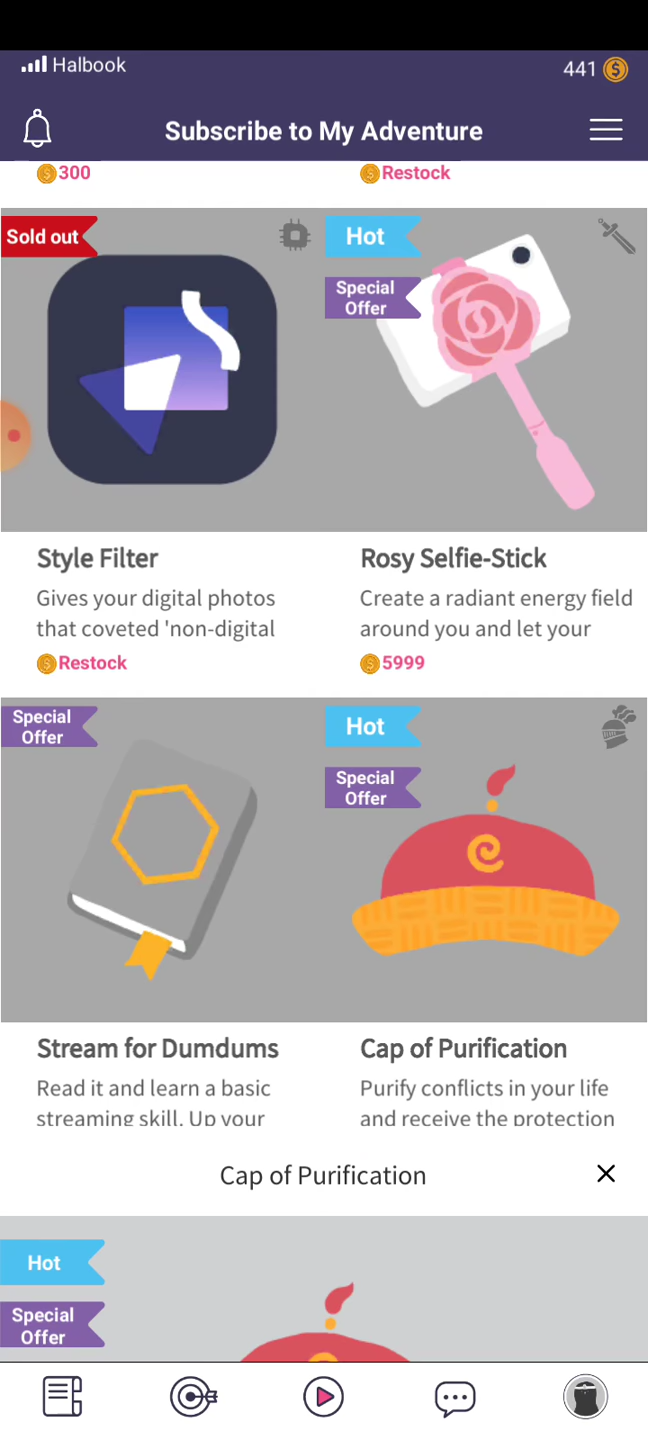 Halbook
441
Subscribe to My Adventure
300
Restock
Sold out
Hot
Special
Offer
Style Filter
Gives your digital photos
that coveted 'non-digital
Restock
Rosy Selfie-Stick
Create a radiant energy field
around you and let your
5999
Special
Offer
Hot
Special
Offer
Stream for Dumdums
Read it and learn a basic
streaming skill. Up your
Cap of Purification
Purify conflicts in your life
and receive the protection
Cap of Purification
Hot
Special
Offer